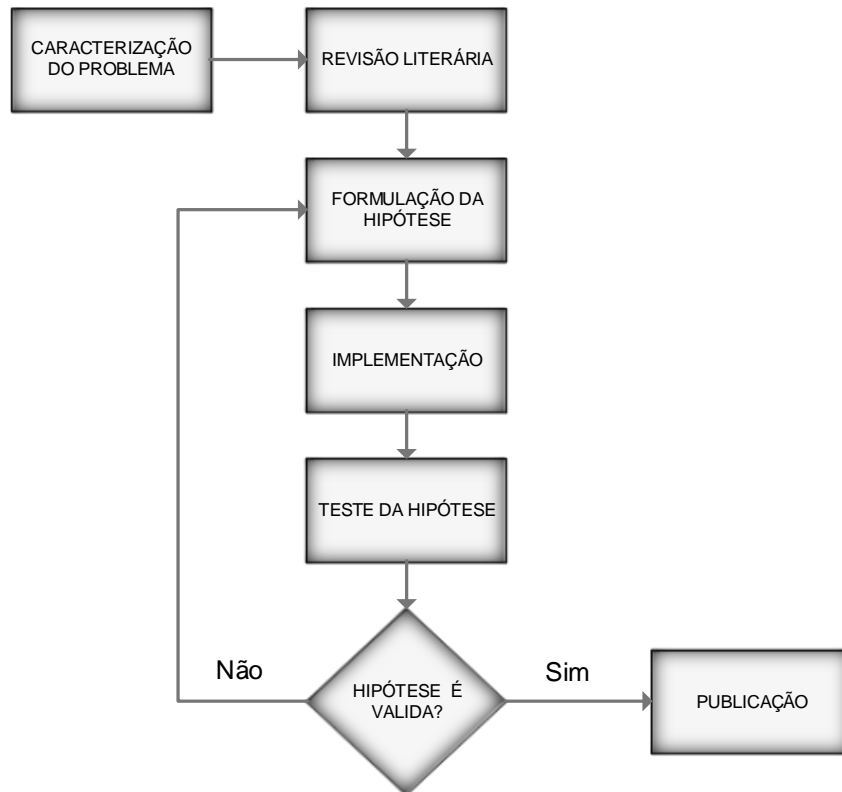 CARACTERIZAÇÃO
DO PROBLEMA
REVISÃO LITERÁRIA
FORMULAÇÃO DA
HIPÓTESE
IMPLEMENTAÇÃO
TESTE DA HIPÓTESE
Não
Sim
HIPÓTESE É
VALIDA?
PUBLICAÇÃO